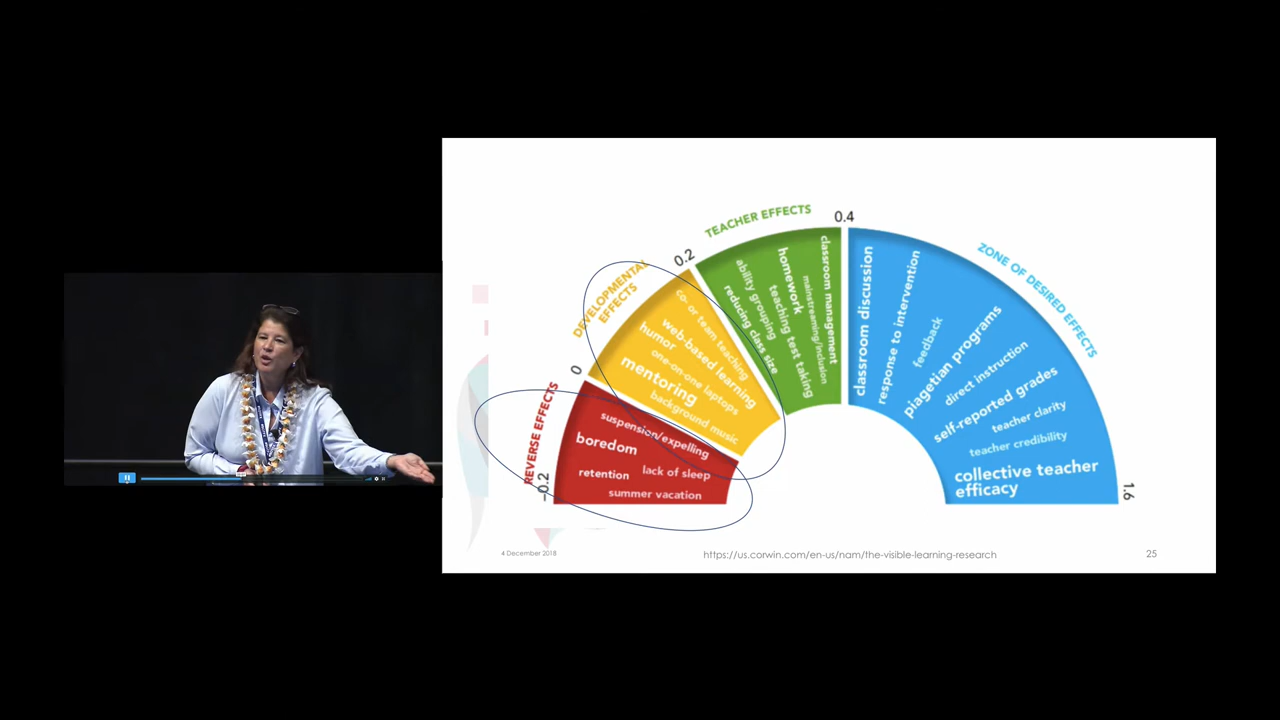 REVERSE EFFECTS
−0.2
suspension/expelling
boredom
lack of sleep
retention
summer vacation
0
DEVELOPMENTAL
EFFECTS
co- or team teaching
web-based learning
humor
one-on-one laptops
mentoring
background music
0.2
TEACHER EFFECTS
reducing class size
ability grouping
teaching test taking
homework
mainstreaming/inclusion
classroom management
0.4
ZONE OF DESIRED EFFECTS
classroom discussion
response to intervention
feedback
piagetian programs
direct instruction
self-reported grades
teacher clarity
teacher credibility
collective teacher
efficacy
1.6
4 December 2018
https://us.corwin.com/en-us/nam/the-visible-learning-research
25